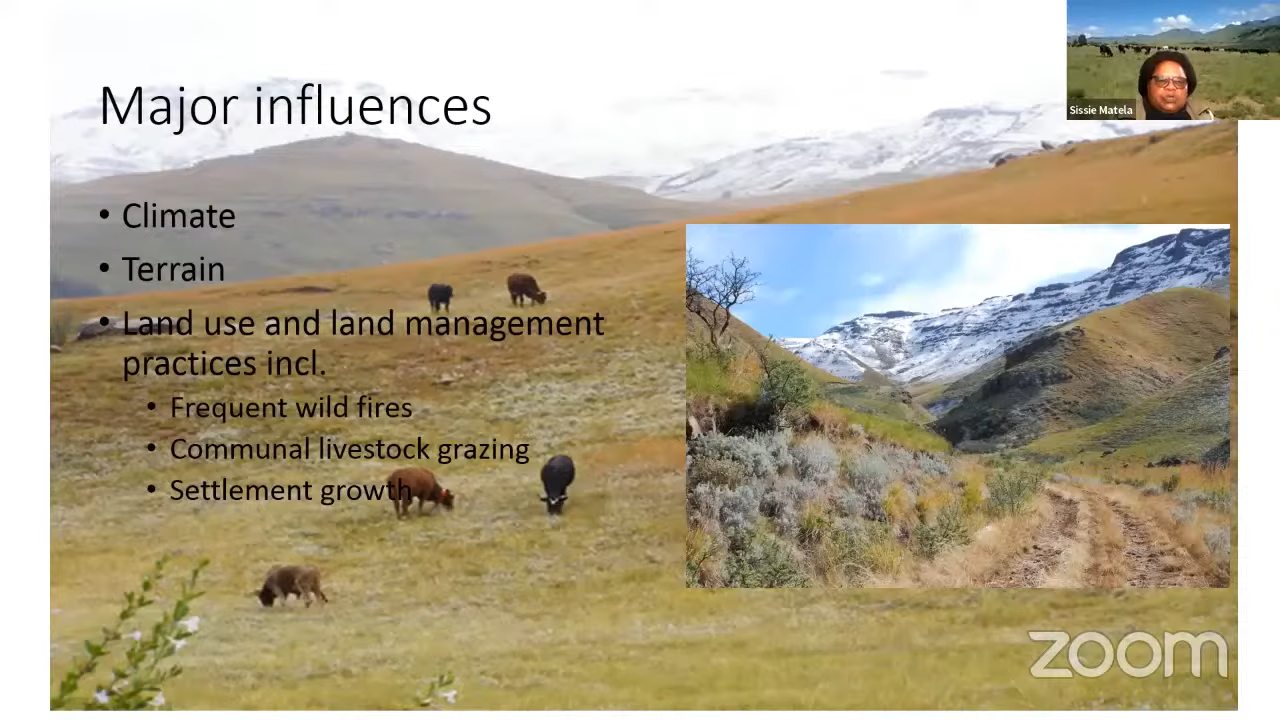 Major influences
Sissie Matela
• Climate
• Terrain
• Land use and land management
practices incl.
• Frequent wild fires
• Communal livestock grazing
• Settlement growth
zoom